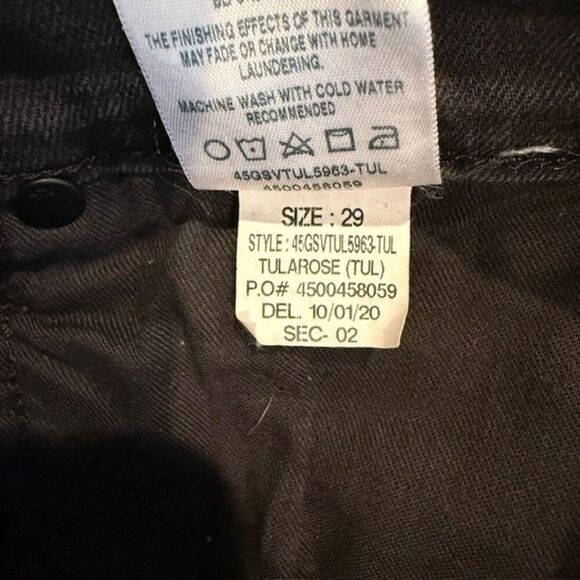 THE FINISHING EFFECTS OF THIS GARMENT
MAY FADE OR CHANGE WITH HOME
LAUNDERING.
MACHINE WASH WITH COLD WATER
RECOMMENDED
45GSVTUL5963-TUL
4500458059
SIZE : 29
STYLE : 45GSVTUL5963-TUL
TULAROSE (TUL)
P.O# 4500458059
DEL. 10/01/20
SEC- 02